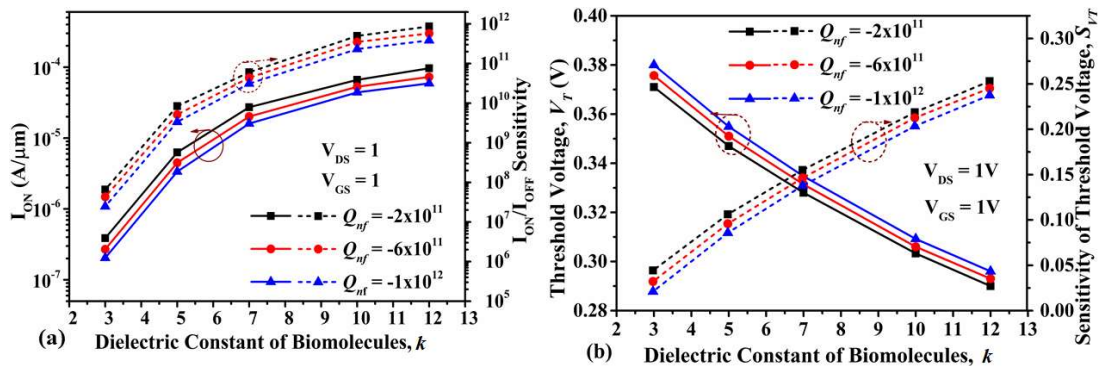 10⁻⁴
10⁻⁵
10⁻⁶
10⁻⁷
I_ON (A/μm)
V_DS = 1
V_GS = 1
Q_nf = -2x10¹¹
Q_nf = -6x10¹¹
Q_nf = -1x10¹²
10¹²
10¹¹
10¹⁰
10⁹
10⁸
10⁷
10⁶
10⁵
I_ON/I_OFF Sensitivity
2 3 4 5 6 7 8 9 10 11 12 13
(a) Dielectric Constant of Biomolecules, k
0.40
0.38
0.36
0.34
0.32
0.30
0.28
Threshold Voltage, V_T (V)
Q_nf = -2x10¹¹
Q_nf = -6x10¹¹
Q_nf = -1x10¹²
V_DS = 1V
V_GS = 1V
0.30
0.25
0.20
0.15
0.10
0.05
0.00
Sensitivity of Threshold Voltage, S_VT
2 3 4 5 6 7 8 9 10 11 12 13
(b) Dielectric Constant of Biomolecules, k